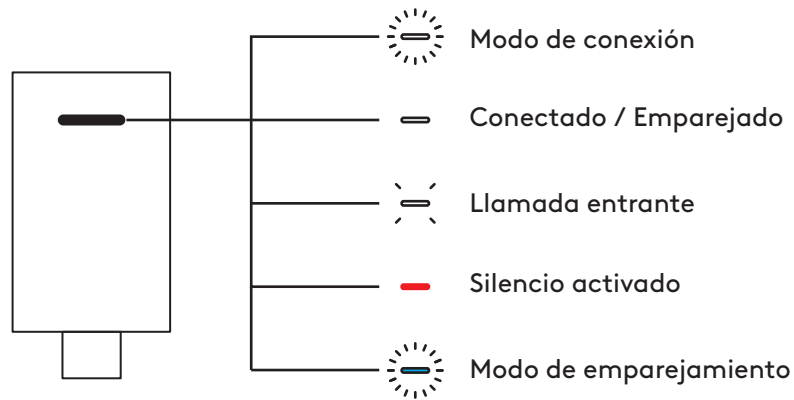 Modo de conexión
Conectado / Emparejado
Llamada entrante
Silencio activado
Modo de emparejamiento